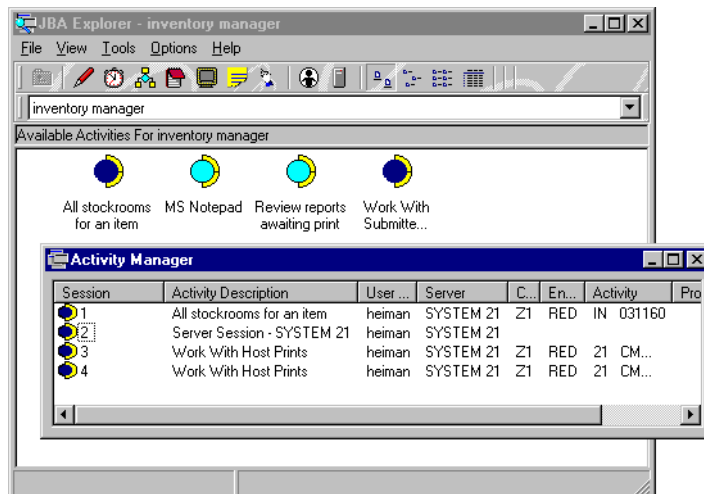 JBA Explorer - inventory manager
File View Tools Options Help
inventory manager
Available Activities For inventory manager
All stockrooms for an item
MS Notepad
Review reports awaiting print
Work With Submitte...
Activity Manager
Session Activity Description User ... Server C... En... Activity Pro
1 All stockrooms for an item heiman SYSTEM 21 Z1 RED IN 031160
2 Server Session - SYSTEM 21 heiman SYSTEM 21
3 Work With Host Prints heiman SYSTEM 21 Z1 RED 21 CM...
4 Work With Host Prints heiman SYSTEM 21 Z1 RED 21 CM...